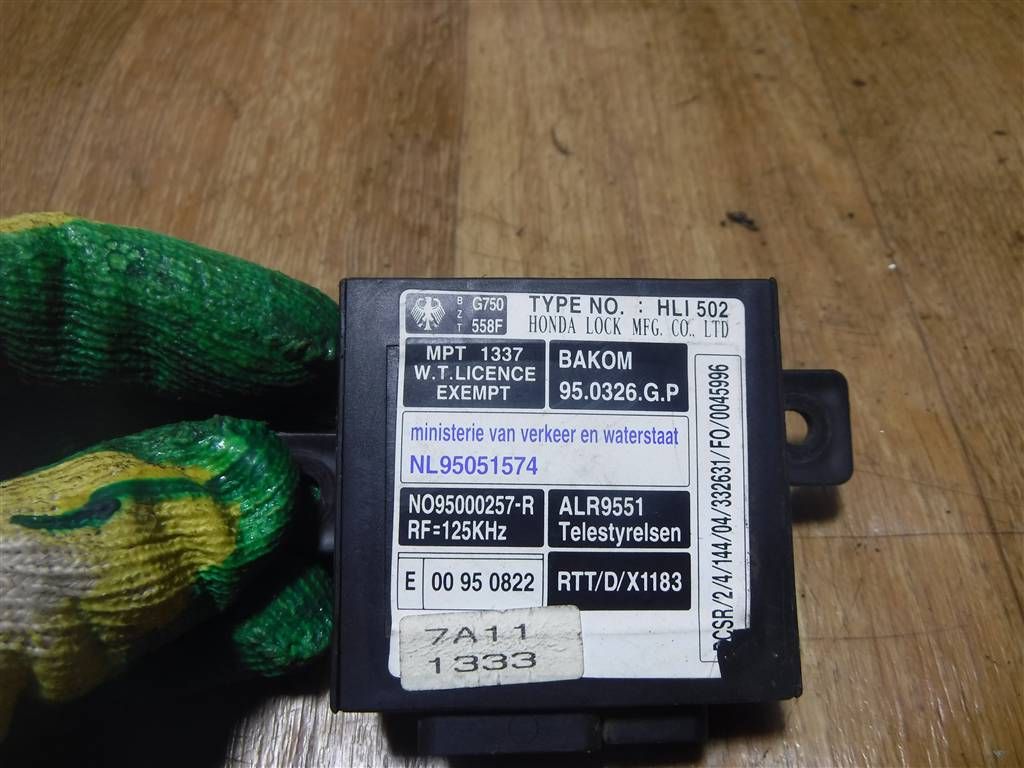 BZT G750
558F
TYPE NO. : HLI 502
HONDA LOCK MFG. CO., LTD
MPT 1337
W.T.LICENCE
EXEMPT
BAKOM
95.0326.G.P
ministerie van verkeer en waterstaat
NL95051574
NO95000257-R
RF=125KHz
ALR9551
Telestyrelsen
E 00 95 0822
RTT/D/X1183
7A11
1333
CSR/2/4/144/04/332631/FO/0045996